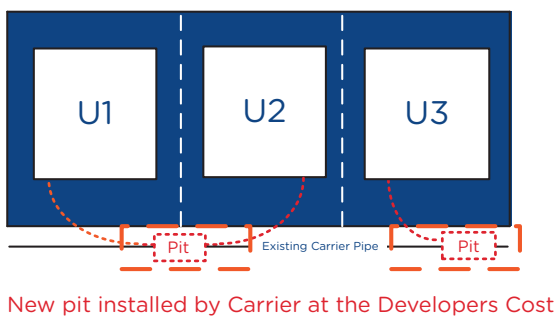 U1 U2 U3
Pit Existing Carrier Pipe Pit
New pit installed by Carrier at the Developers Cost